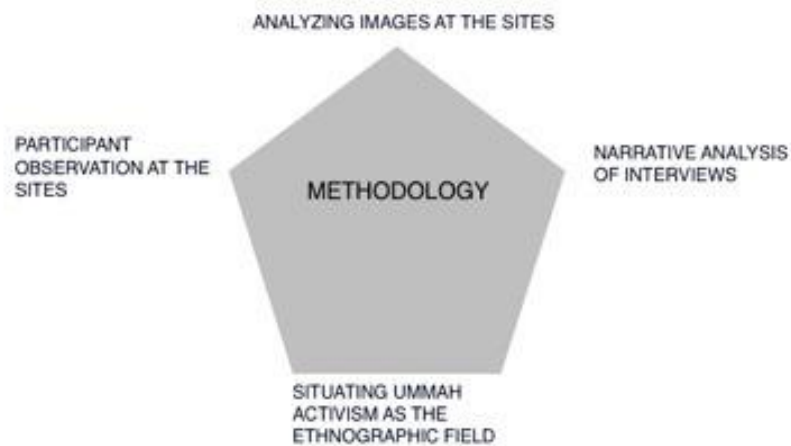 ANALYZING IMAGES AT THE SITES
PARTICIPANT
OBSERVATION AT THE
SITES
NARRATIVE ANALYSIS
OF INTERVIEWS
METHODOLOGY
SITUATING UMMAH
ACTIVISM AS THE
ETHNOGRAPHIC FIELD